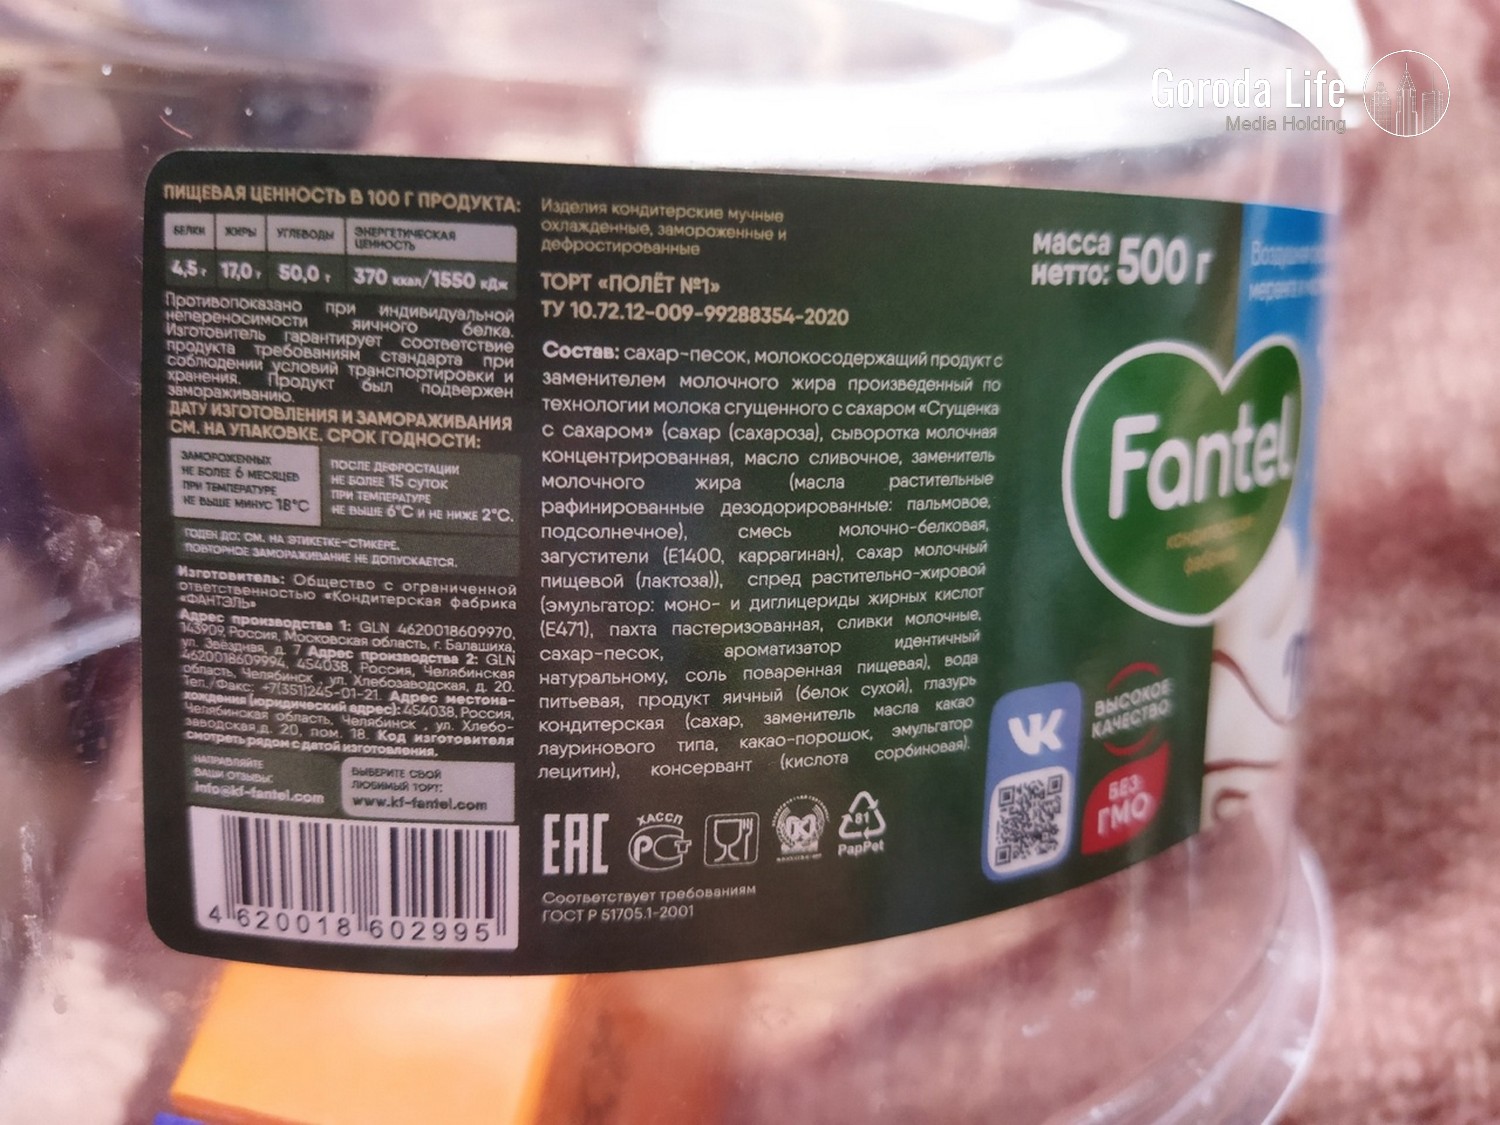 Goroda Life
Media Holding
ПИЩЕВАЯ ЦЕННОСТЬ В 100 Г ПРОДУКТА:
БЕЛКИ ЖИРЫ УГЛЕВОДЫ ЭНЕРГЕТИЧЕСКАЯ
ЦЕННОСТЬ
4,5 г 17,0 г 50,0 г 370 ккал/1550 кДж
Противопоказано при индивидуальной
непереносимости яичного белка.
Изготовитель гарантирует соответствие
продукта требованиям стандарта при
соблюдении условий транспортировки и
хранения. Продукт был подвержен
замораживанию.
ДАТУ ИЗГОТОВЛЕНИЯ И ЗАМОРАЖИВАНИЯ
СМ. НА УПАКОВКЕ. СРОК ГОДНОСТИ:
ЗАМОРОЖЕННЫХ
НЕ БОЛЕЕ 6 МЕСЯЦЕВ
ПРИ ТЕМПЕРАТУРЕ
НЕ ВЫШЕ МИНУС 18°С
ПОСЛЕ ДЕФРОСТАЦИИ
НЕ БОЛЕЕ 15 СУТОК
ПРИ ТЕМПЕРАТУРЕ
НЕ ВЫШЕ 6°С И НЕ НИЖЕ 2°С.
ГОДЕН ДО: СМ. НА ЭТИКЕТКЕ-СТИКЕРЕ.
ПОВТОРНОЕ ЗАМОРАЖИВАНИЕ НЕ ДОПУСКАЕТСЯ.
Изготовитель: Общество с ограниченной
ответственностью «Кондитерская фабрика
«ФАНТЭЛЬ»
Адрес производства 1: GLN 4620018609970,
143909, Россия, Московская область, г. Балашиха,
ул. Звёздная, д. 7 Адрес производства 2: GLN
4620018609994, 454038, Россия, Челябинская
область, Челябинск , ул. Хлебозаводская, д. 20.
Тел./Факс: +7(351)245-01-21. Адрес местона-
хождения (юридический адрес): 454038, Россия,
Челябинская область, Челябинск , ул. Хлебо-
заводская д. 20, пом. 18. Код изготовителя
смотреть рядом с датой изготовления.
НАПРАВЛЯЙТЕ
ВАШИ ОТЗЫВЫ:
info@kf-fantel.com
ВЫБЕРИТЕ СВОЙ
ЛЮБИМЫЙ ТОРТ:
www.kf-fantel.com
4 620018 602995
Изделия кондитерские мучные
охлажденные, замороженные и
дефростированные
ТОРТ «ПОЛЁТ №1»
ТУ 10.72.12-009-99288354-2020
Состав: сахар-песок, молокосодержащий продукт с
заменителем молочного жира произведенный по
технологии молока сгущенного с сахаром «Сгущенка
с сахаром» (сахар (сахароза), сыворотка молочная
концентрированная, масло сливочное, заменитель
молочного жира (масла растительные
рафинированные дезодорированные: пальмовое,
подсолнечное), смесь молочно-белковая,
загустители (Е1400, каррагинан), сахар молочный
пищевой (лактоза)), спред растительно-жировой
(эмульгатор: моно- и диглицериды жирных кислот
(Е471), пахта пастеризованная, сливки молочные,
сахар-песок, ароматизатор идентичный
натуральному, соль поваренная пищевая), вода
питьевая, продукт яичный (белок сухой), глазурь
кондитерская (сахар, заменитель масла какао
лауринового типа, какао-порошок, эмульгатор
лецитин), консервант (кислота сорбиновая).
ЕАС
ХАССП
РСТ
81
PapPet
Соответствует требованиям
ГОСТ Р 51705.1-2001
масса
нетто: 500 г
Fantel
кондитерская
фабрика
VK
ВЫСОКОЕ
КАЧЕСТВО
БЕЗ
ГМО